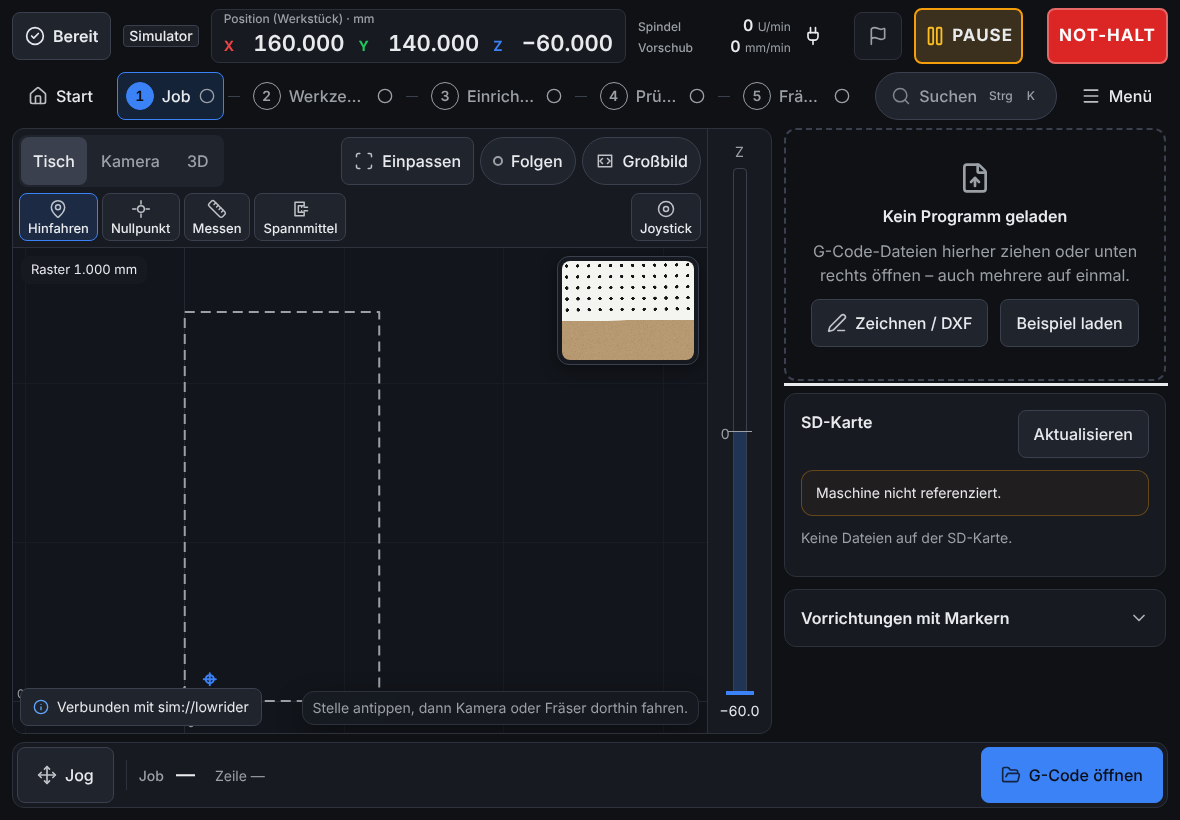 Bereit
Simulator
Position (Werkstück) · mm
X 160.000 Y 140.000 Z −60.000
Spindel 0 U/min
Vorschub 0 mm/min
PAUSE
NOT-HALT
Start
1 Job
2 Werkze...
3 Einrich...
4 Prü...
5 Frä...
Suchen Strg K
Menü
Tisch Kamera 3D
Einpassen
Folgen
Großbild
Hinfahren
Nullpunkt
Messen
Spannmittel
Joystick
Raster 1.000 mm
Z
0
−60.0
Verbunden mit sim://lowrider
Stelle antippen, dann Kamera oder Fräser dorthin fahren.
Kein Programm geladen
G-Code-Dateien hierher ziehen oder unten
rechts öffnen – auch mehrere auf einmal.
Zeichnen / DXF
Beispiel laden
SD-Karte
Aktualisieren
Maschine nicht referenziert.
Keine Dateien auf der SD-Karte.
Vorrichtungen mit Markern
Jog
Job —
Zeile —
G-Code öffnen